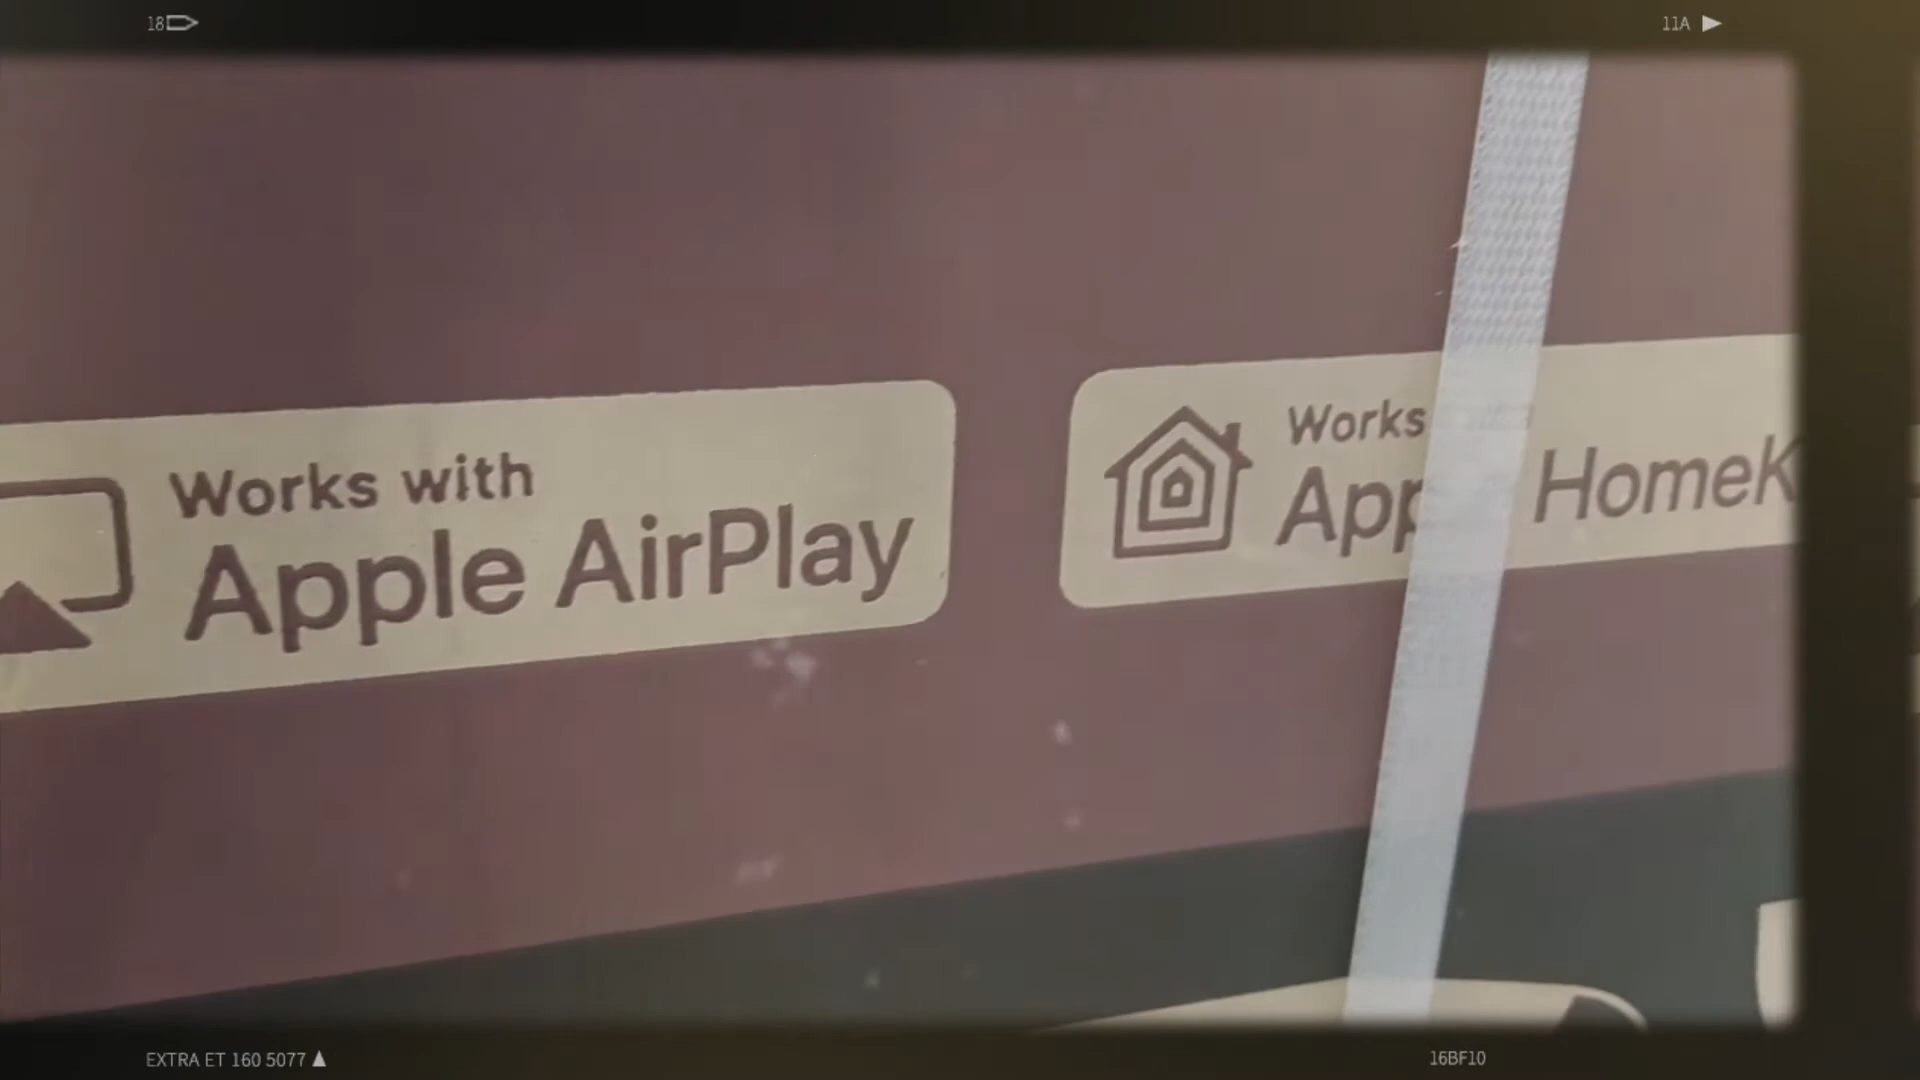 18
11A
Works with
Apple AirPlay
Works
App HomeK
EXTRA ET 160 5077
16BF10